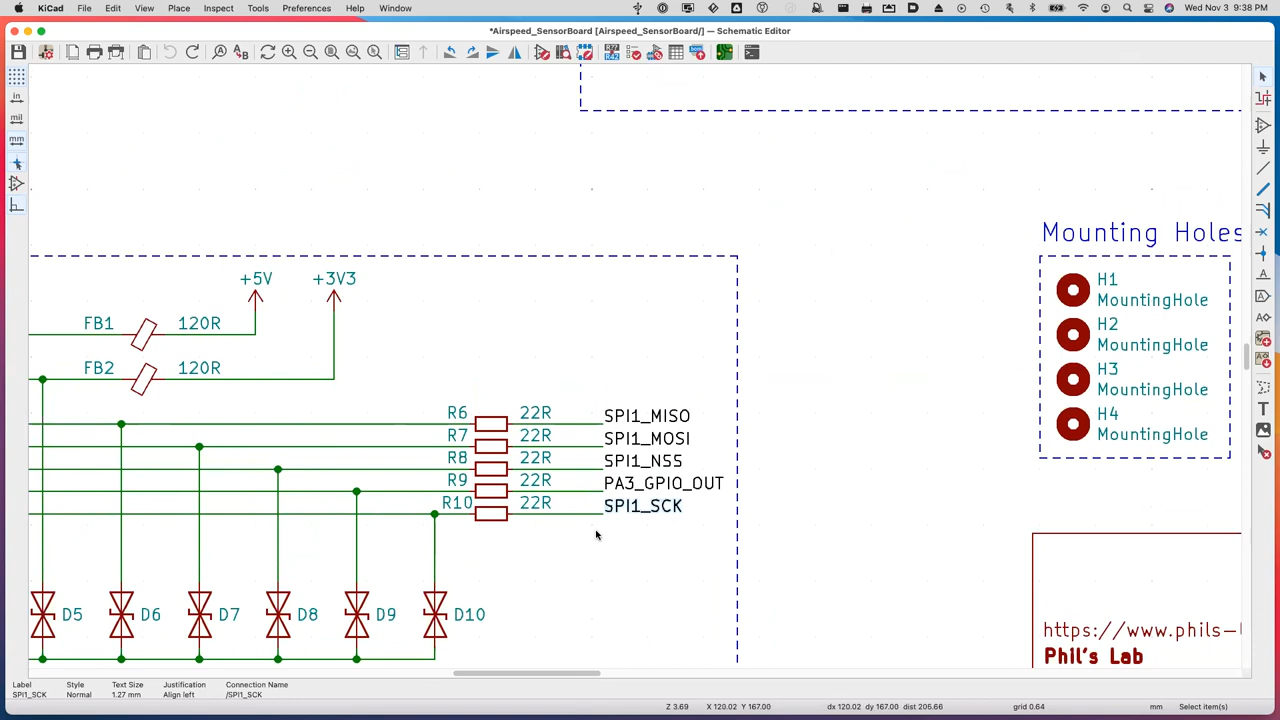 KiCad File Edit View Place Inspect Tools Preferences Help Window Wed Nov 3 9:38 PM
*Airspeed_SensorBoard [Airspeed_SensorBoard/] — Schematic Editor
in
mil
mm
Mounting Holes
+5V +3V3
H1
MountingHole
H2
MountingHole
H3
MountingHole
H4
MountingHole
FB1 120R
FB2 120R
R6 22R SPI1_MISO
R7 22R SPI1_MOSI
R8 22R SPI1_NSS
R9 22R PA3_GPIO_OUT
R10 22R SPI1_SCK
D5 D6 D7 D8 D9 D10
https://www.phils-
Phil's Lab
Label Style Text Size Justification Connection Name
SPI1_SCK Normal 1.27 mm Align left /SPI1_SCK
Z 3.69 X 120.02 Y 167.00 dx 120.02 dy 167.00 dist 205.66 grid 0.64 mm Select item(s)